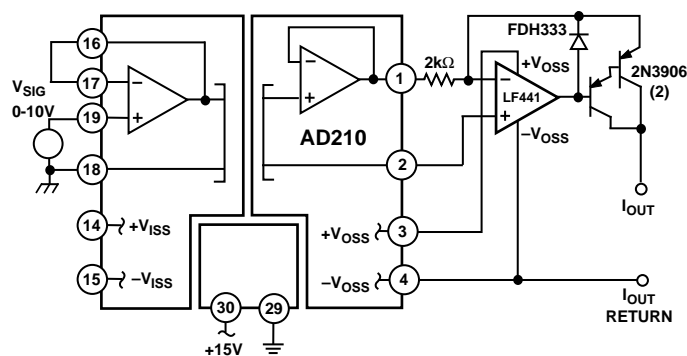 FDH333
16
1
2kΩ
+VOSS
2N3906
(2)
VSIG
0-10V
17
LF441
19
AD210
–VOSS
18
2
14
+VISS
+VOSS
3
IOUT
15
–VISS
–VOSS
4
30
29
IOUT
RETURN
+15V